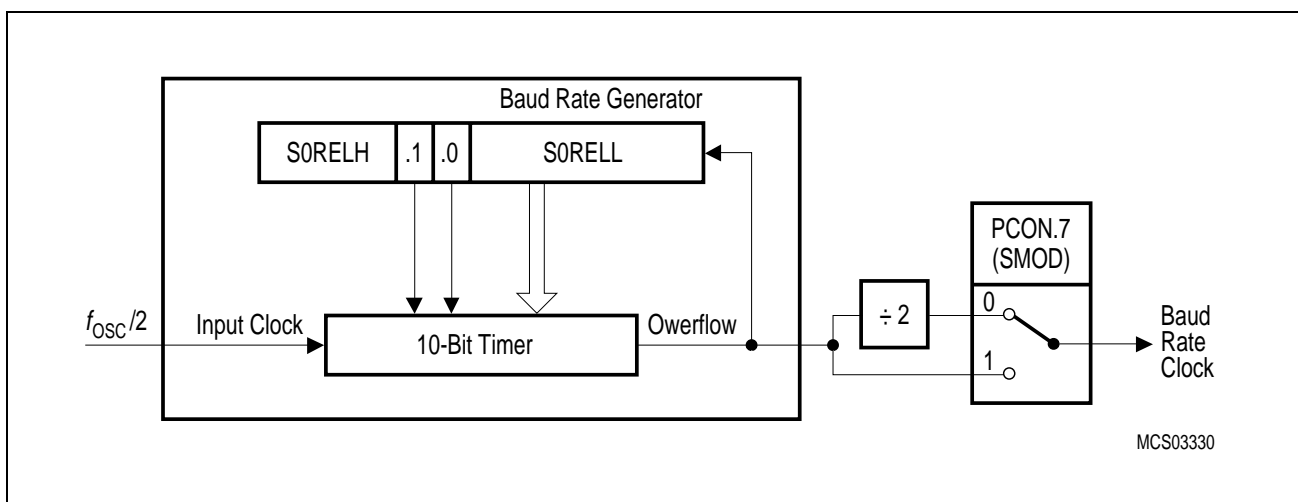 Baud Rate Generator
S0RELH .1 .0 S0RELL
PCON.7
(SMOD)
fOSC/2
Input Clock
10-Bit Timer
Owerflow
÷ 2
0
1
Baud
Rate
Clock
MCS03330